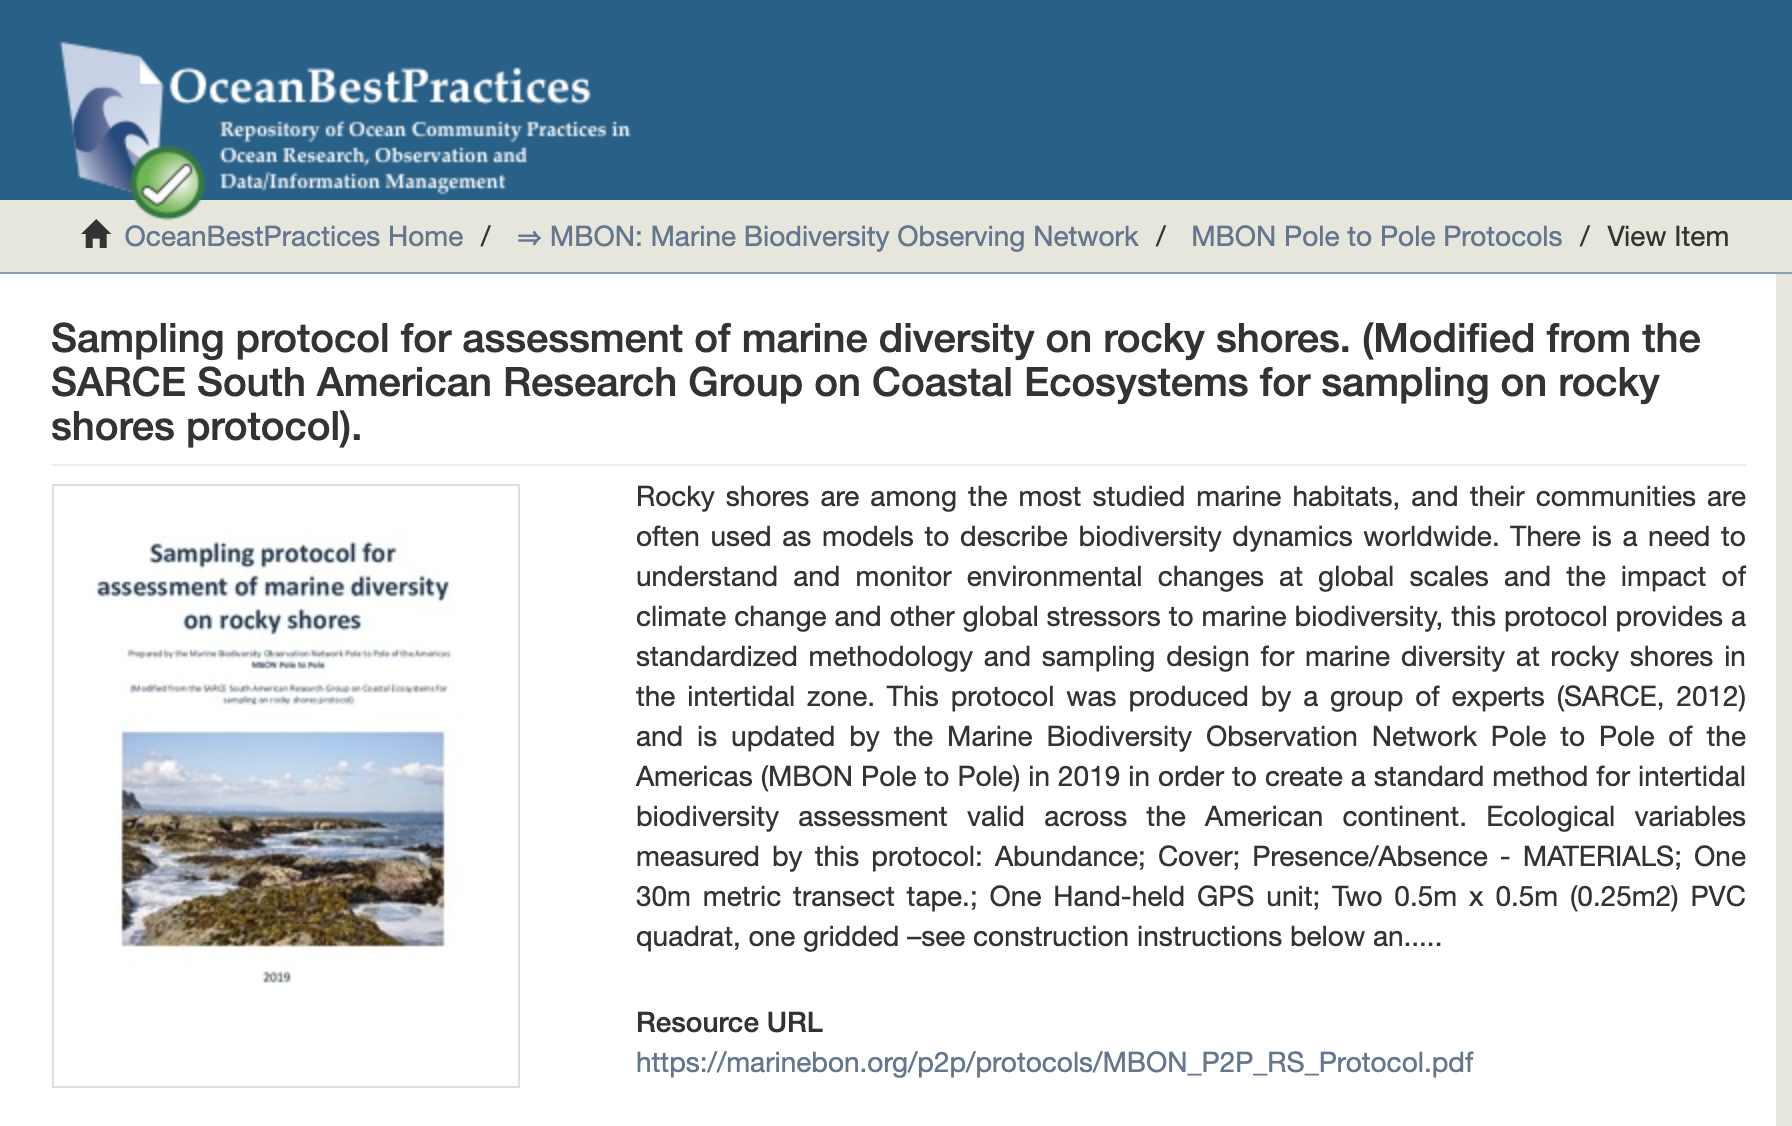 OceanBestPractices
Repository of Ocean Community Practices in
Ocean Research, Observation and
Data/Information Management
OceanBestPractices Home / ⇒ MBON: Marine Biodiversity Observing Network / MBON Pole to Pole Protocols / View Item
Sampling protocol for assessment of marine diversity on rocky shores. (Modified from the
SARCE South American Research Group on Coastal Ecosystems for sampling on rocky
shores protocol).
Sampling protocol for
assessment of marine diversity
on rocky shores
Prepared by the Marine Biodiversity Observation Network Pole to Pole of the Americas
MBON Pole to Pole
(Modified from the SARCE South American Research Group on Coastal Ecosystems for
sampling on rocky shores protocol)
2019
Rocky shores are among the most studied marine habitats, and their communities are
often used as models to describe biodiversity dynamics worldwide. There is a need to
understand and monitor environmental changes at global scales and the impact of
climate change and other global stressors to marine biodiversity, this protocol provides a
standardized methodology and sampling design for marine diversity at rocky shores in
the intertidal zone. This protocol was produced by a group of experts (SARCE, 2012)
and is updated by the Marine Biodiversity Observation Network Pole to Pole of the
Americas (MBON Pole to Pole) in 2019 in order to create a standard method for intertidal
biodiversity assessment valid across the American continent. Ecological variables
measured by this protocol: Abundance; Cover; Presence/Absence - MATERIALS; One
30m metric transect tape.; One Hand-held GPS unit; Two 0.5m x 0.5m (0.25m2) PVC
quadrat, one gridded –see construction instructions below an.....
Resource URL
https://marinebon.org/p2p/protocols/MBON_P2P_RS_Protocol.pdf